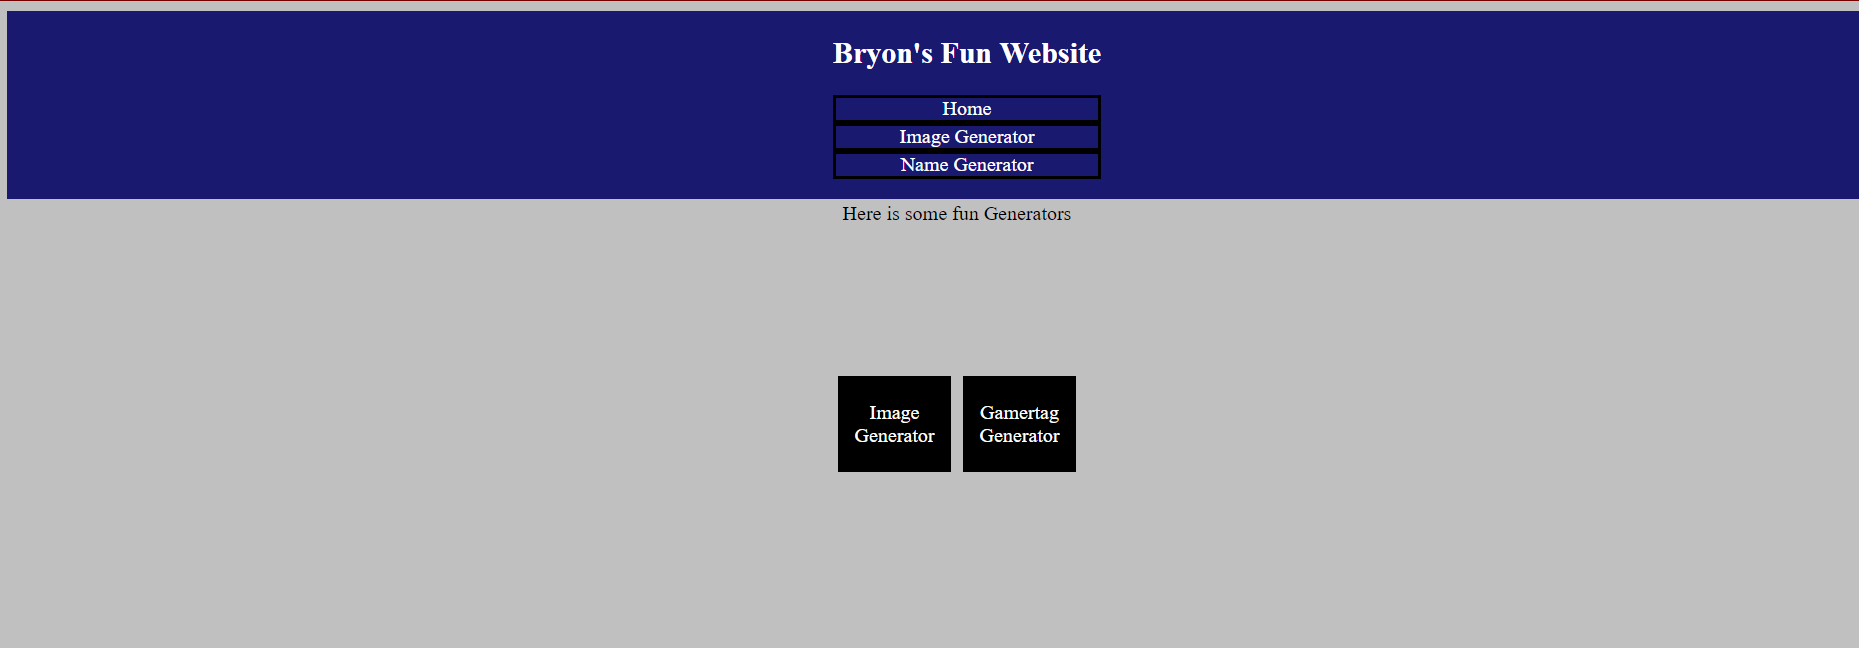 Bryon's Fun Website
Home
Image Generator
Name Generator
Here is some fun Generators
Image
Generator
Gamertag
Generator